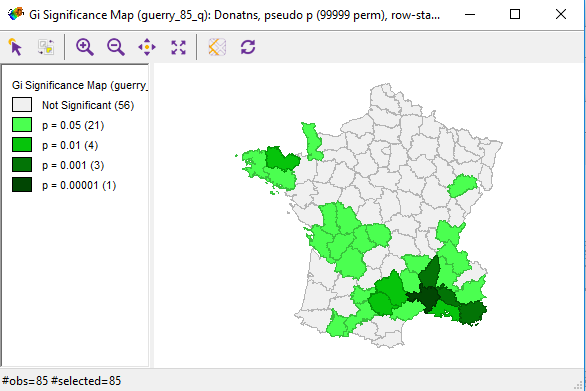 Gi Significance Map (guerry_85_q): Donatns, pseudo p (99999 perm), row-sta...
Gi Significance Map (guerry_
Not Significant (56)
p = 0.05 (21)
p = 0.01 (4)
p = 0.001 (3)
p = 0.00001 (1)
#obs=85 #selected=85